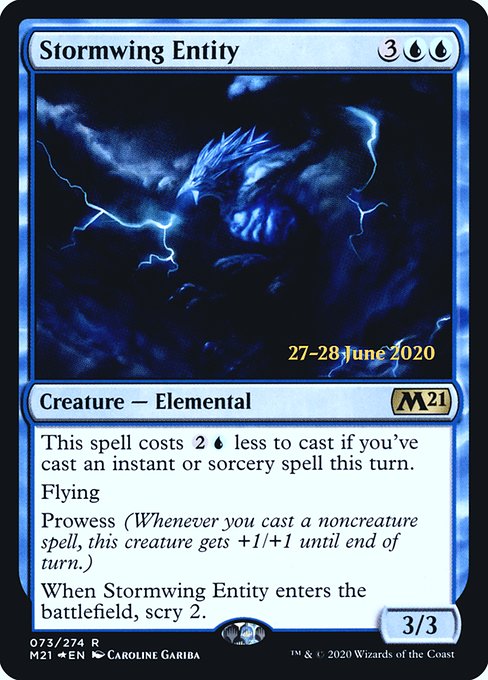 Stormwing Entity 3
27–28 June 2020
Creature — Elemental M21
This spell costs 2 less to cast if you've
cast an instant or sorcery spell this turn.
Flying
Prowess (Whenever you cast a noncreature
spell, this creature gets +1/+1 until end of
turn.)
When Stormwing Entity enters the
battlefield, scry 2.
3/3
073/274 R
M21 ★ EN Caroline Gariba
™ & © 2020 Wizards of the Coast